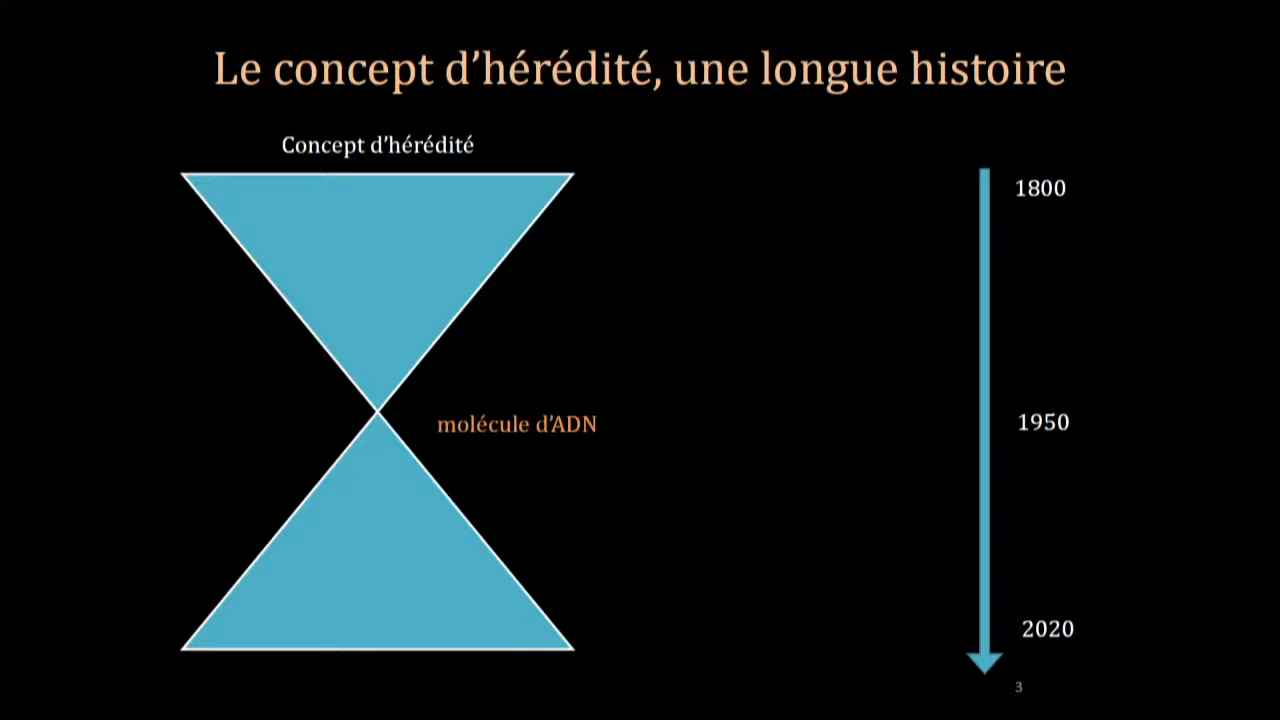 Le concept d’hérédité, une longue histoire
Concept d’hérédité
1800
molécule d’ADN
1950
2020
3